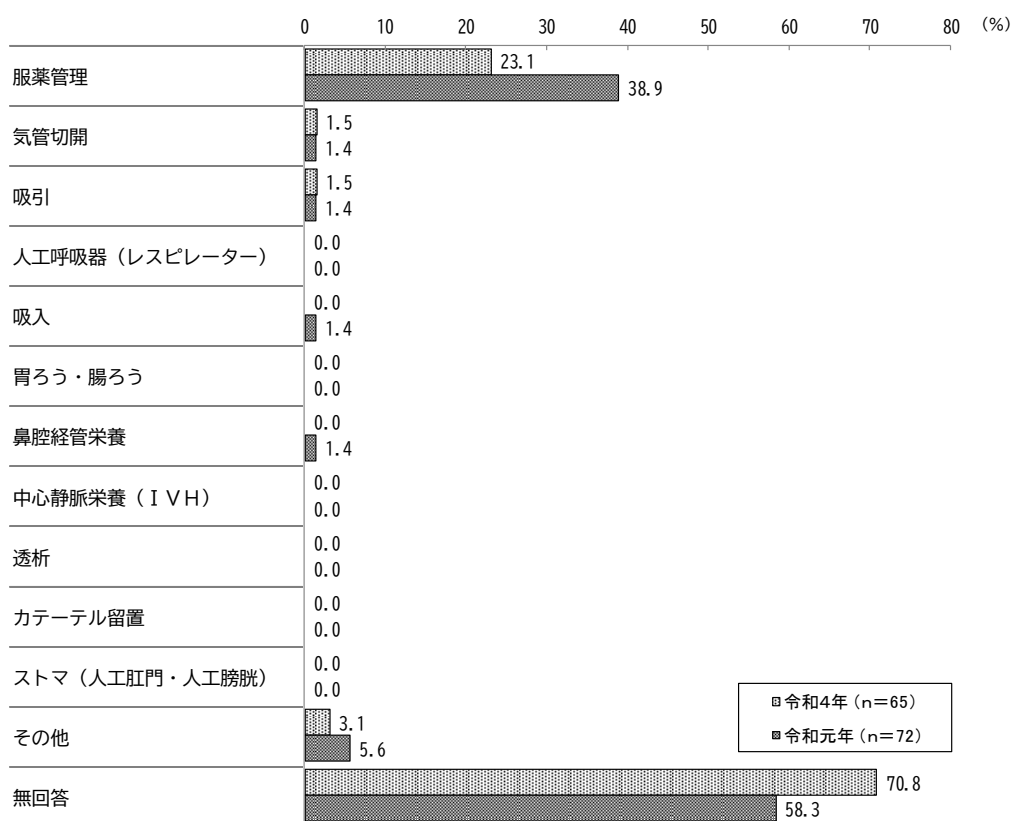 0 10 20 30 40 50 60 70 80 (%)
服薬管理
23.1
38.9
気管切開
1.5
1.4
吸引
1.5
1.4
人工呼吸器（レスピレーター）
0.0
0.0
吸入
0.0
1.4
胃ろう・腸ろう
0.0
0.0
鼻腔経管栄養
0.0
1.4
中心静脈栄養（ＩＶＨ）
0.0
0.0
透析
0.0
0.0
カテーテル留置
0.0
0.0
ストマ（人工肛門・人工膀胱）
0.0
0.0
その他
3.1
5.6
無回答
70.8
58.3
令和4年（n＝65）
令和元年（n＝72）